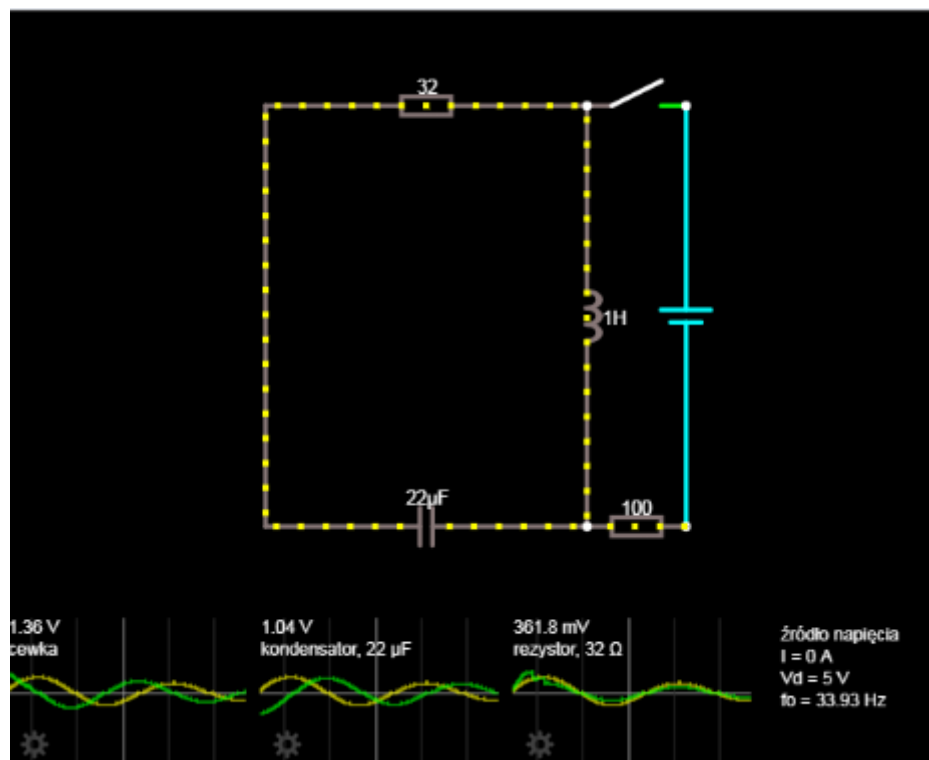 32
1H
22µF
100
1.36 V
cewka
1.04 V
kondensator, 22 µF
361.8 mV
rezystor, 32 Ω
źródło napięcia
I = 0 A
Vd = 5 V
fo = 33.93 Hz